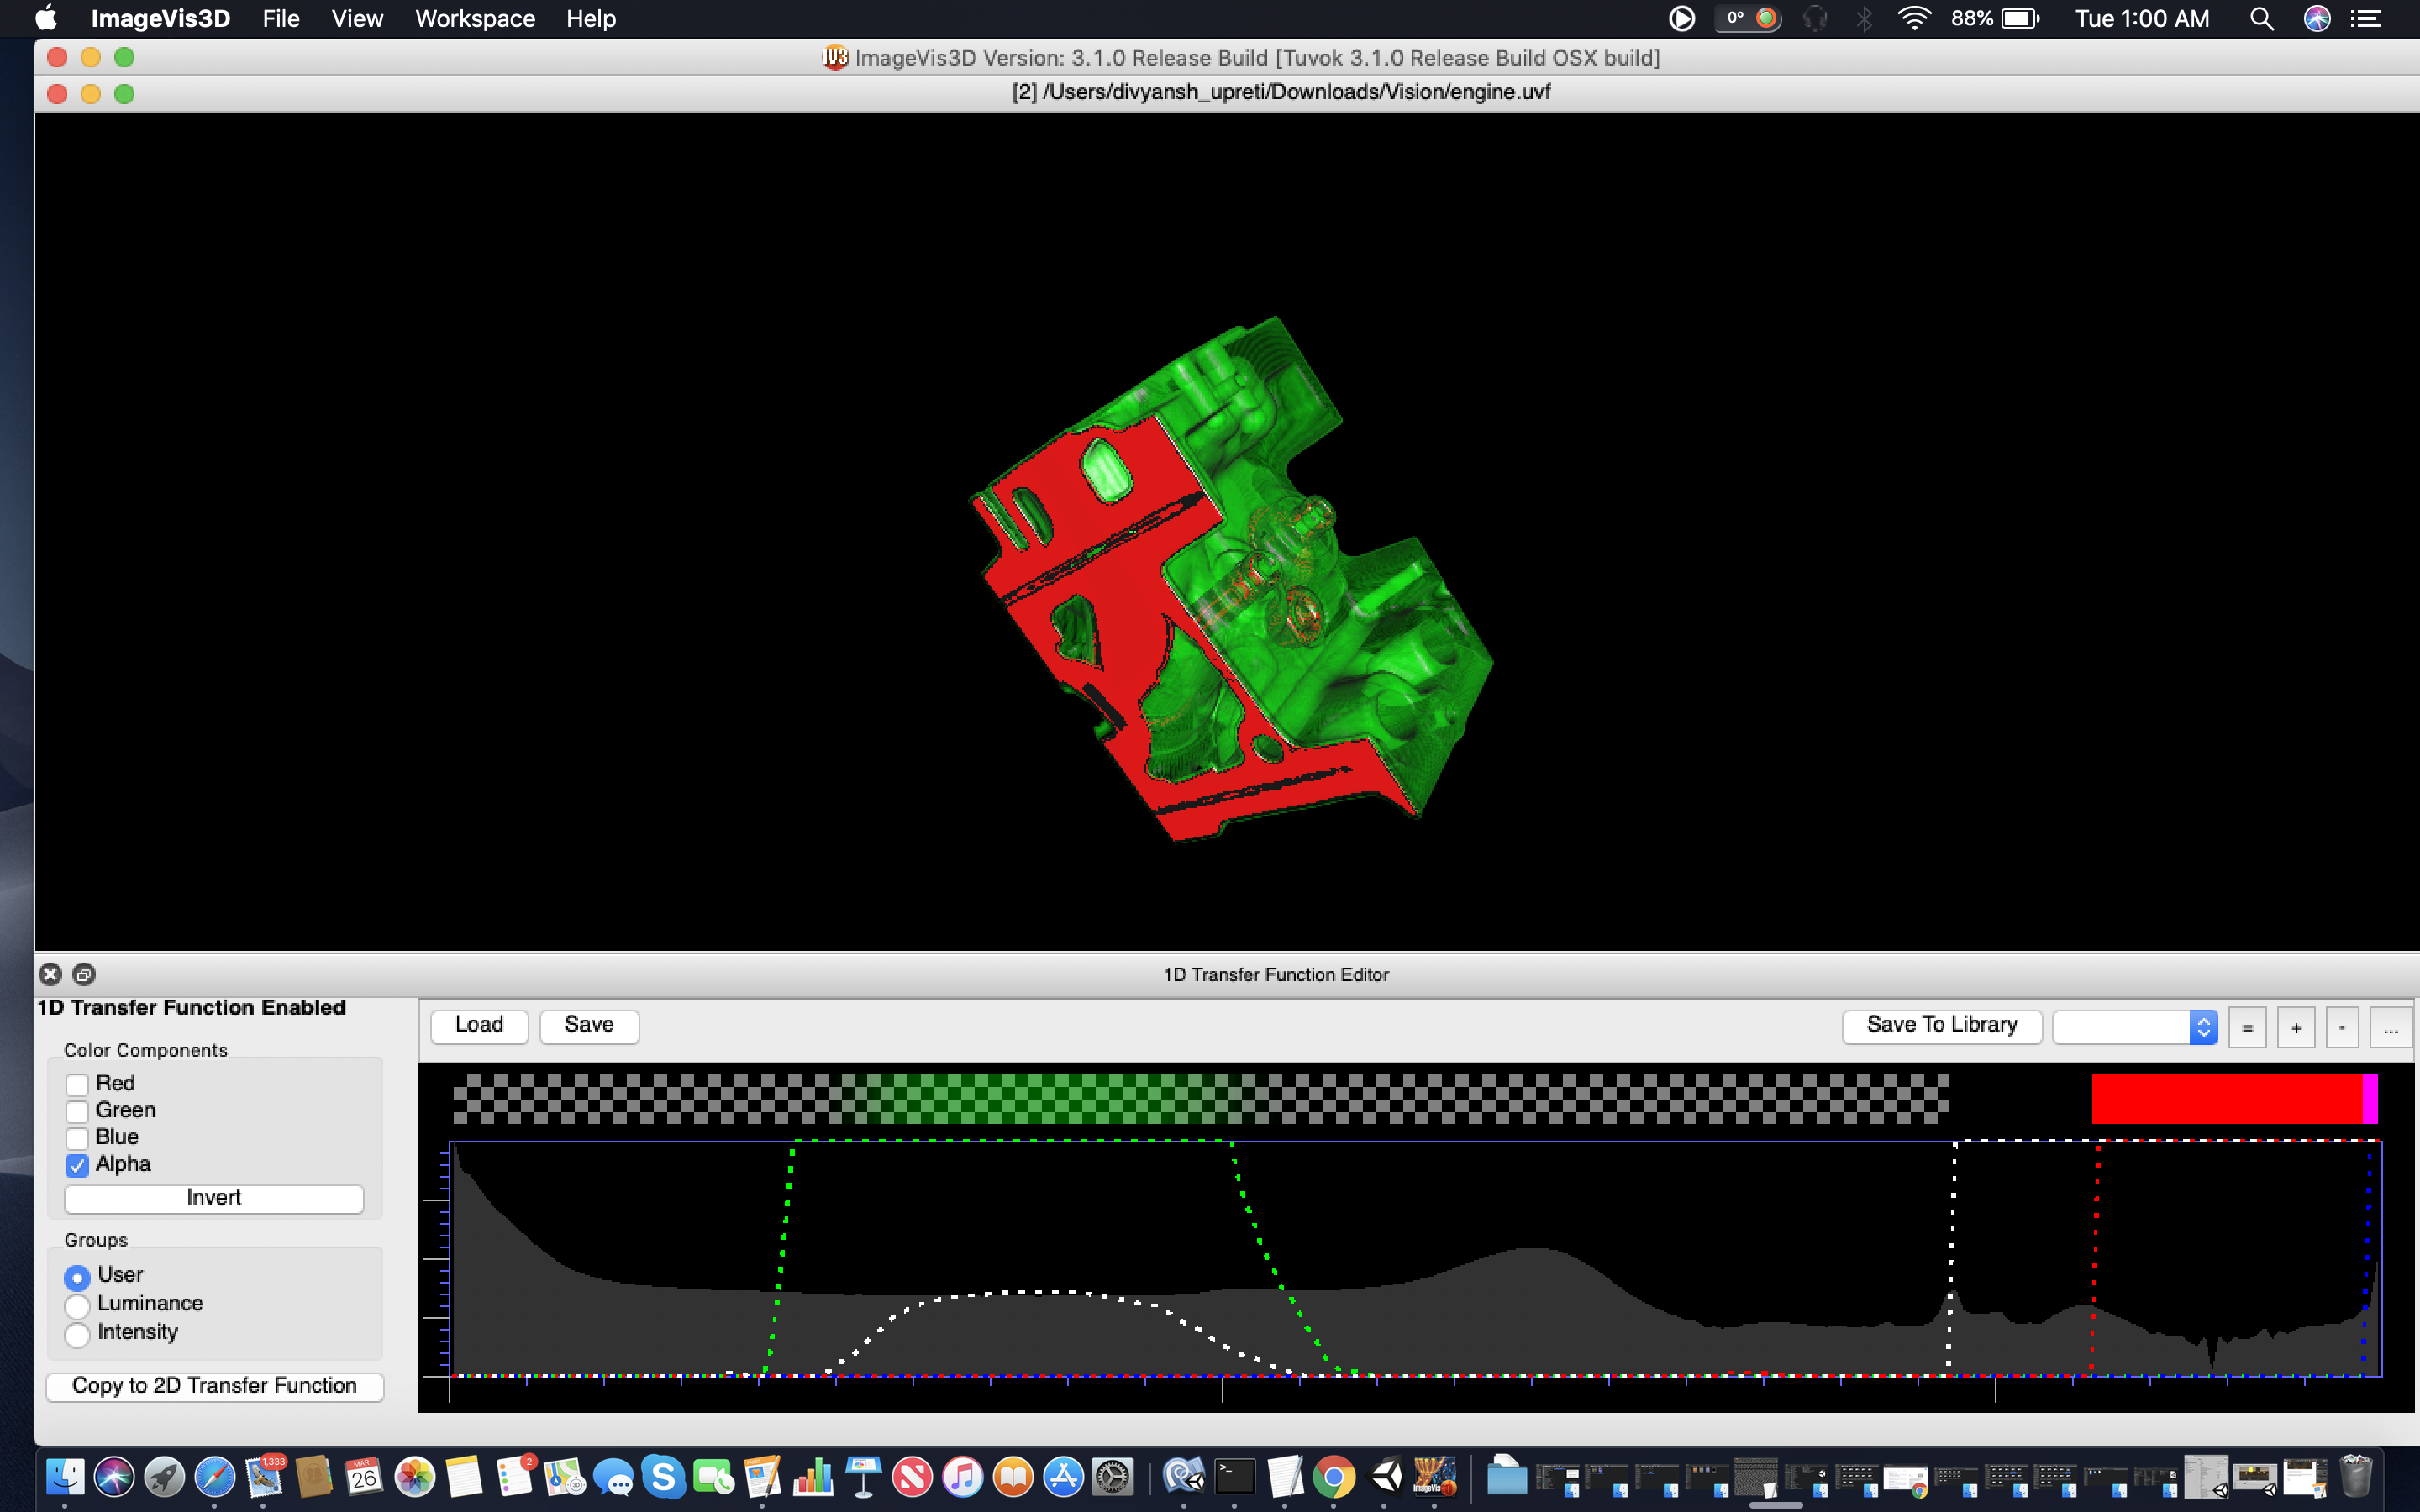 ImageVis3D File View Workspace Help 0° 88% Tue 1:00 AM
IV3 ImageVis3D Version: 3.1.0 Release Build [Tuvok 3.1.0 Release Build OSX build]
[2] /Users/divyansh_upreti/Downloads/Vision/engine.uvf
1D Transfer Function Editor
1D Transfer Function Enabled
Load Save Save To Library = + - ...
Color Components
Red
Green
Blue
Alpha
Invert
Groups
User
Luminance
Intensity
Copy to 2D Transfer Function
1,333 MAR 26 2